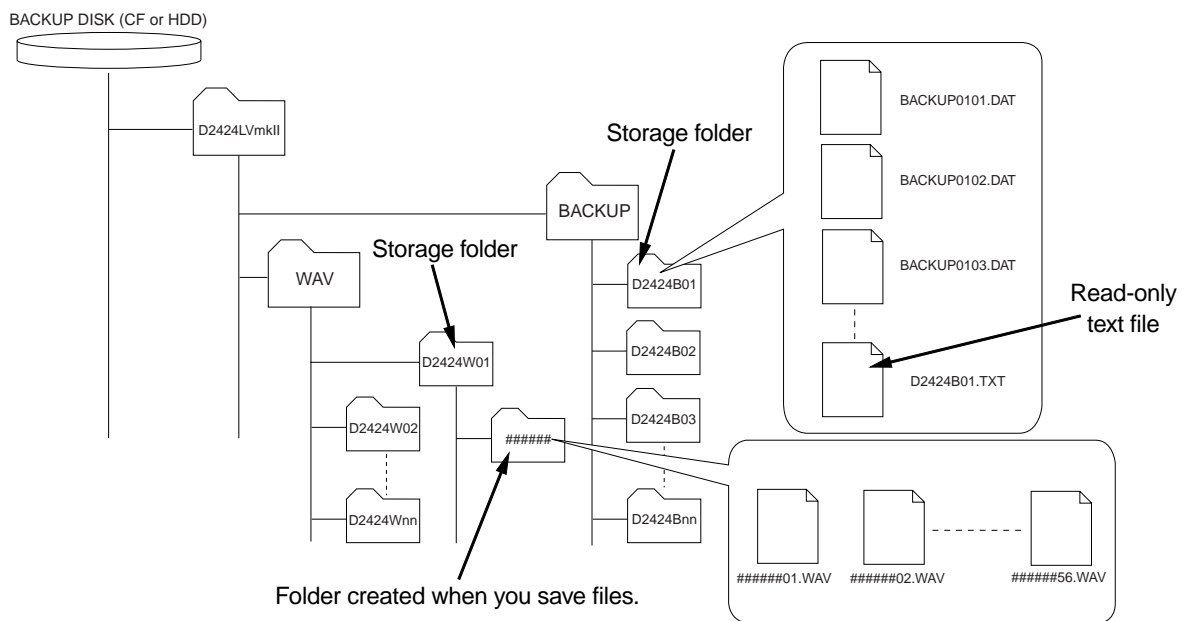 BACKUP DISK (CF or HDD)
D2424LVmkII
Storage folder
BACKUP
Storage folder
WAV
D2424B01
D2424W01
D2424B02
D2424W02
D2424B03
######
D2424Wnn
D2424Bnn
BACKUP0101.DAT
BACKUP0102.DAT
BACKUP0103.DAT
Read-only
text file
D2424B01.TXT
######01.WAV
######02.WAV
######56.WAV
Folder created when you save files.